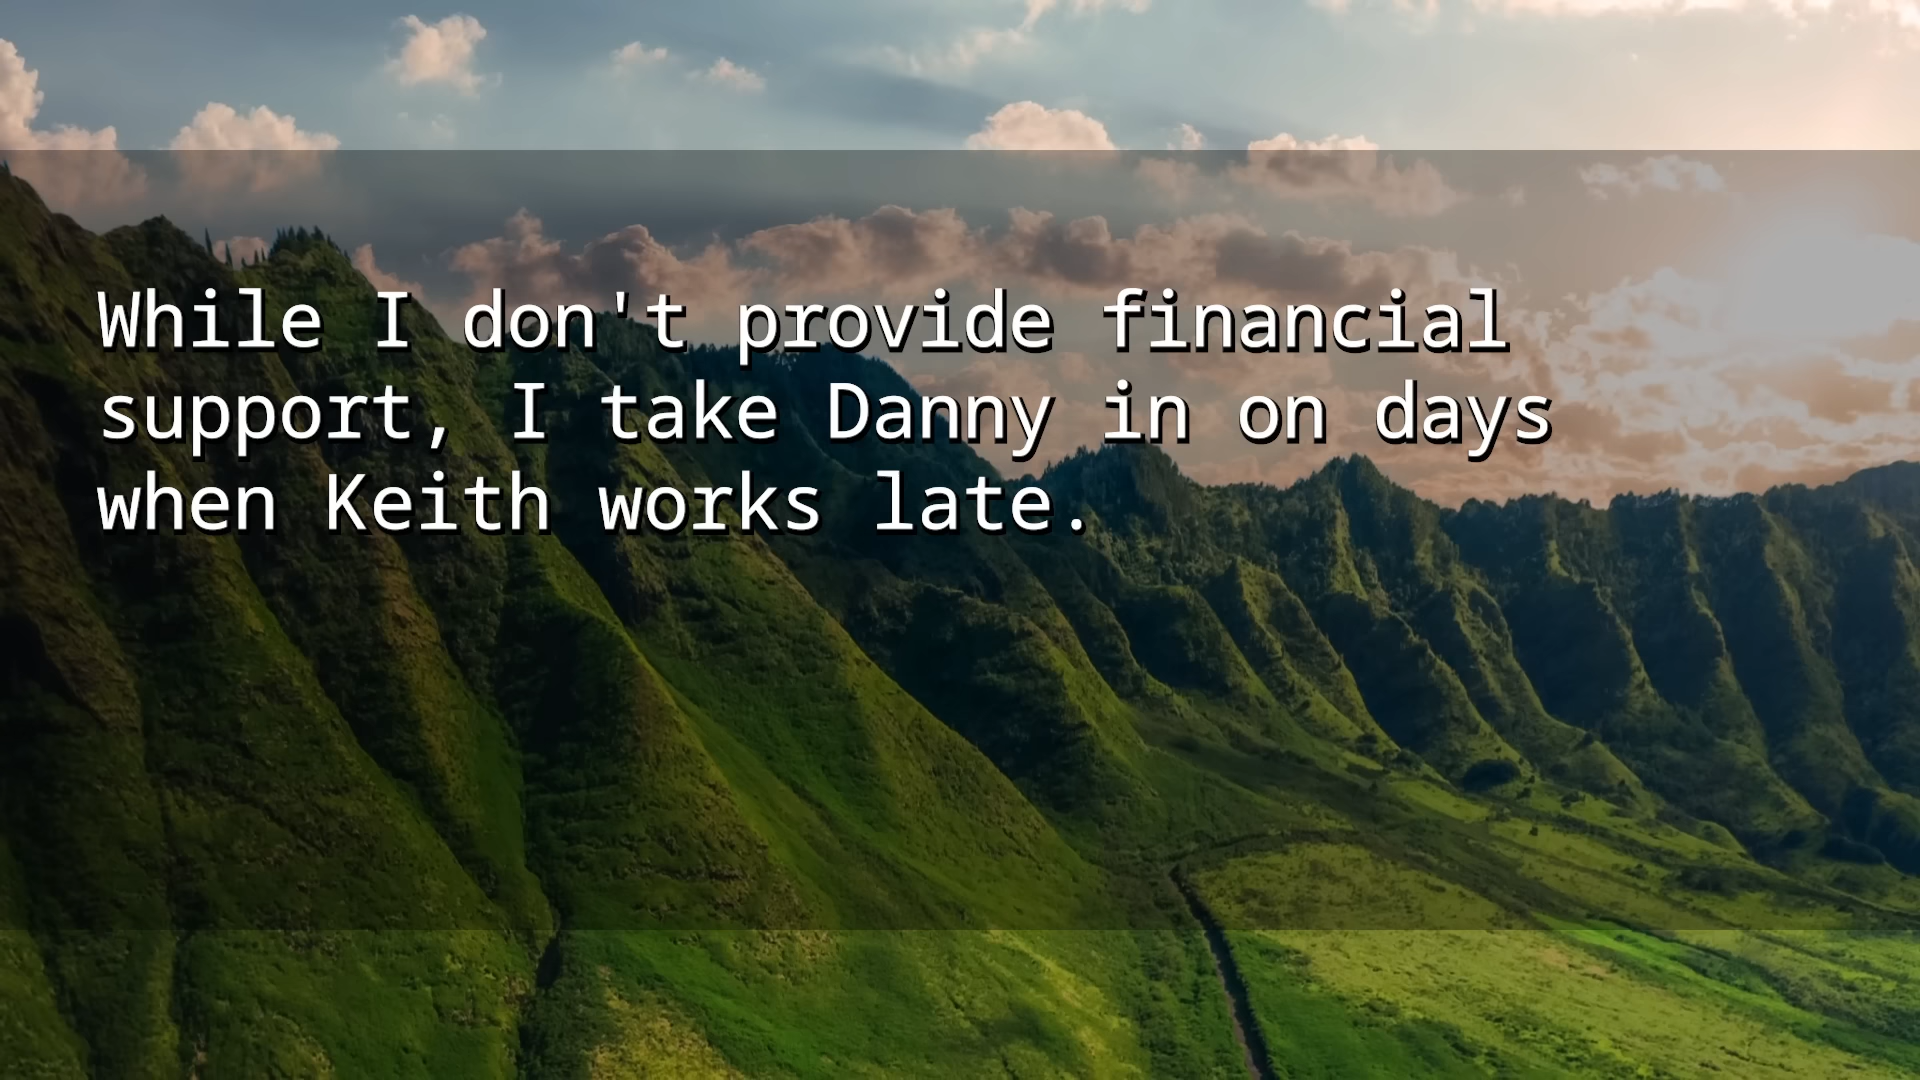 While I don't provide financial
support, I take Danny in on days
when Keith works late.